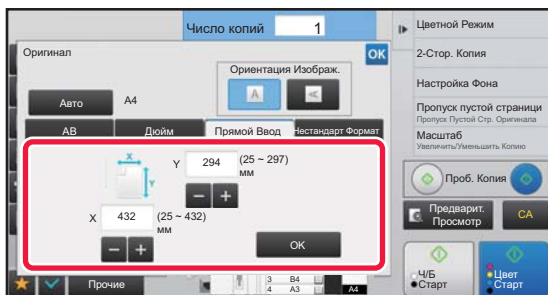 Число копий 1
Оригинал
OK
Ориентация Изображ.
A
A
Авто
A4
AB
Дюйм
Прямой Ввод
Нестандарт Формат
X
Y
Y 294 (25 ~ 297)
мм
X 432 (25 ~ 432)
мм
OK
Прочие
3 B4
4 A3
A4
Цветной Режим
2-Стор. Копия
Настройка Фона
Пропуск пустой страници
Пропуск Пустой Стр. Оригинала
Масштаб
Увеличить/Уменьшить Копию
Проб. Копия
Предварит.
Просмотр
CA
Ч/Б
Старт
Цвет
Старт